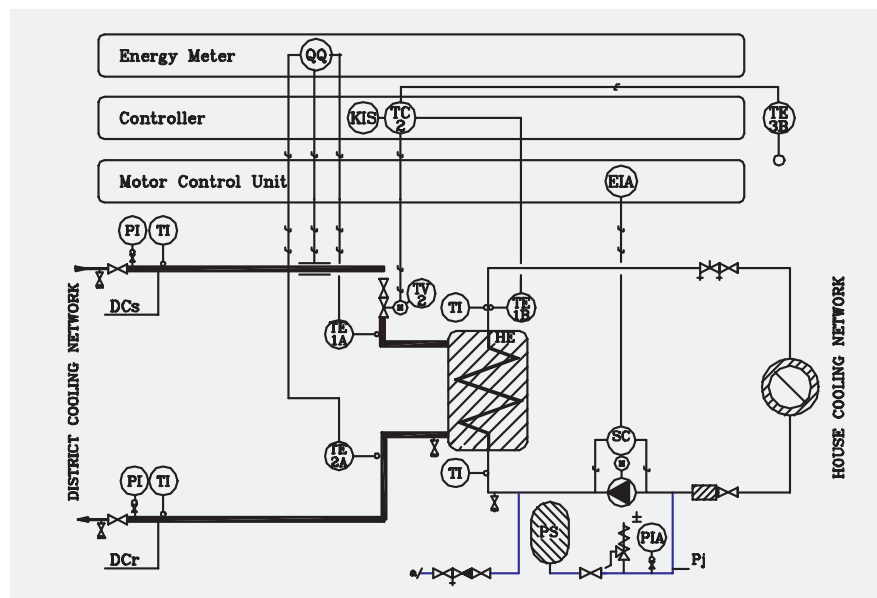 Energy Meter
QQ
Controller
KIS
TC
2
TE
3B
Motor Control Unit
EIA
PI
TI
DCs
TV
2
M
TI
TE
1B
TE
1A
HE
DISTRICT COOLING NETWORK
HOUSE COOLING NETWORK
TE
2A
SC
M
TI
PI
TI
DCr
PS
±
PIA
Pj